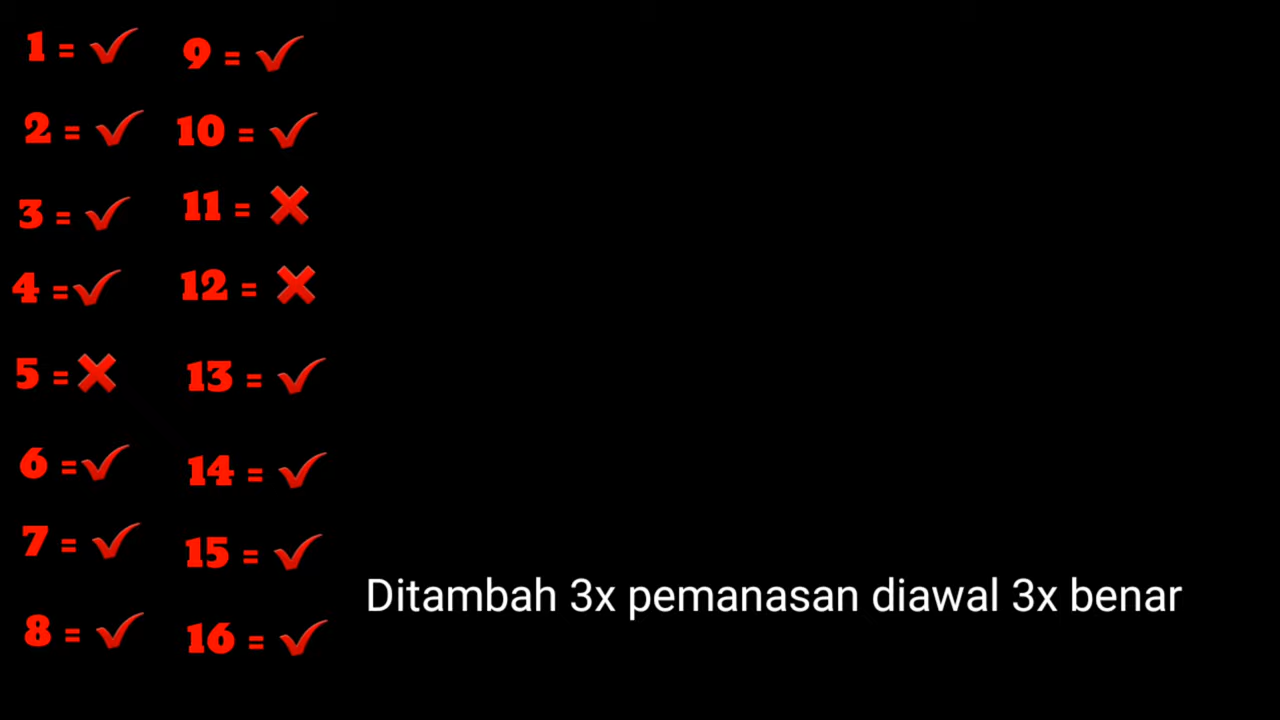 1 = ✓
2 = ✓
3 = ✓
4 = ✓
5 = ✗
6 = ✓
7 = ✓
8 = ✓
9 = ✓
10 = ✓
11 = ✗
12 = ✗
13 = ✓
14 = ✓
15 = ✓
16 = ✓
Ditambah 3x pemanasan diawal 3x benar